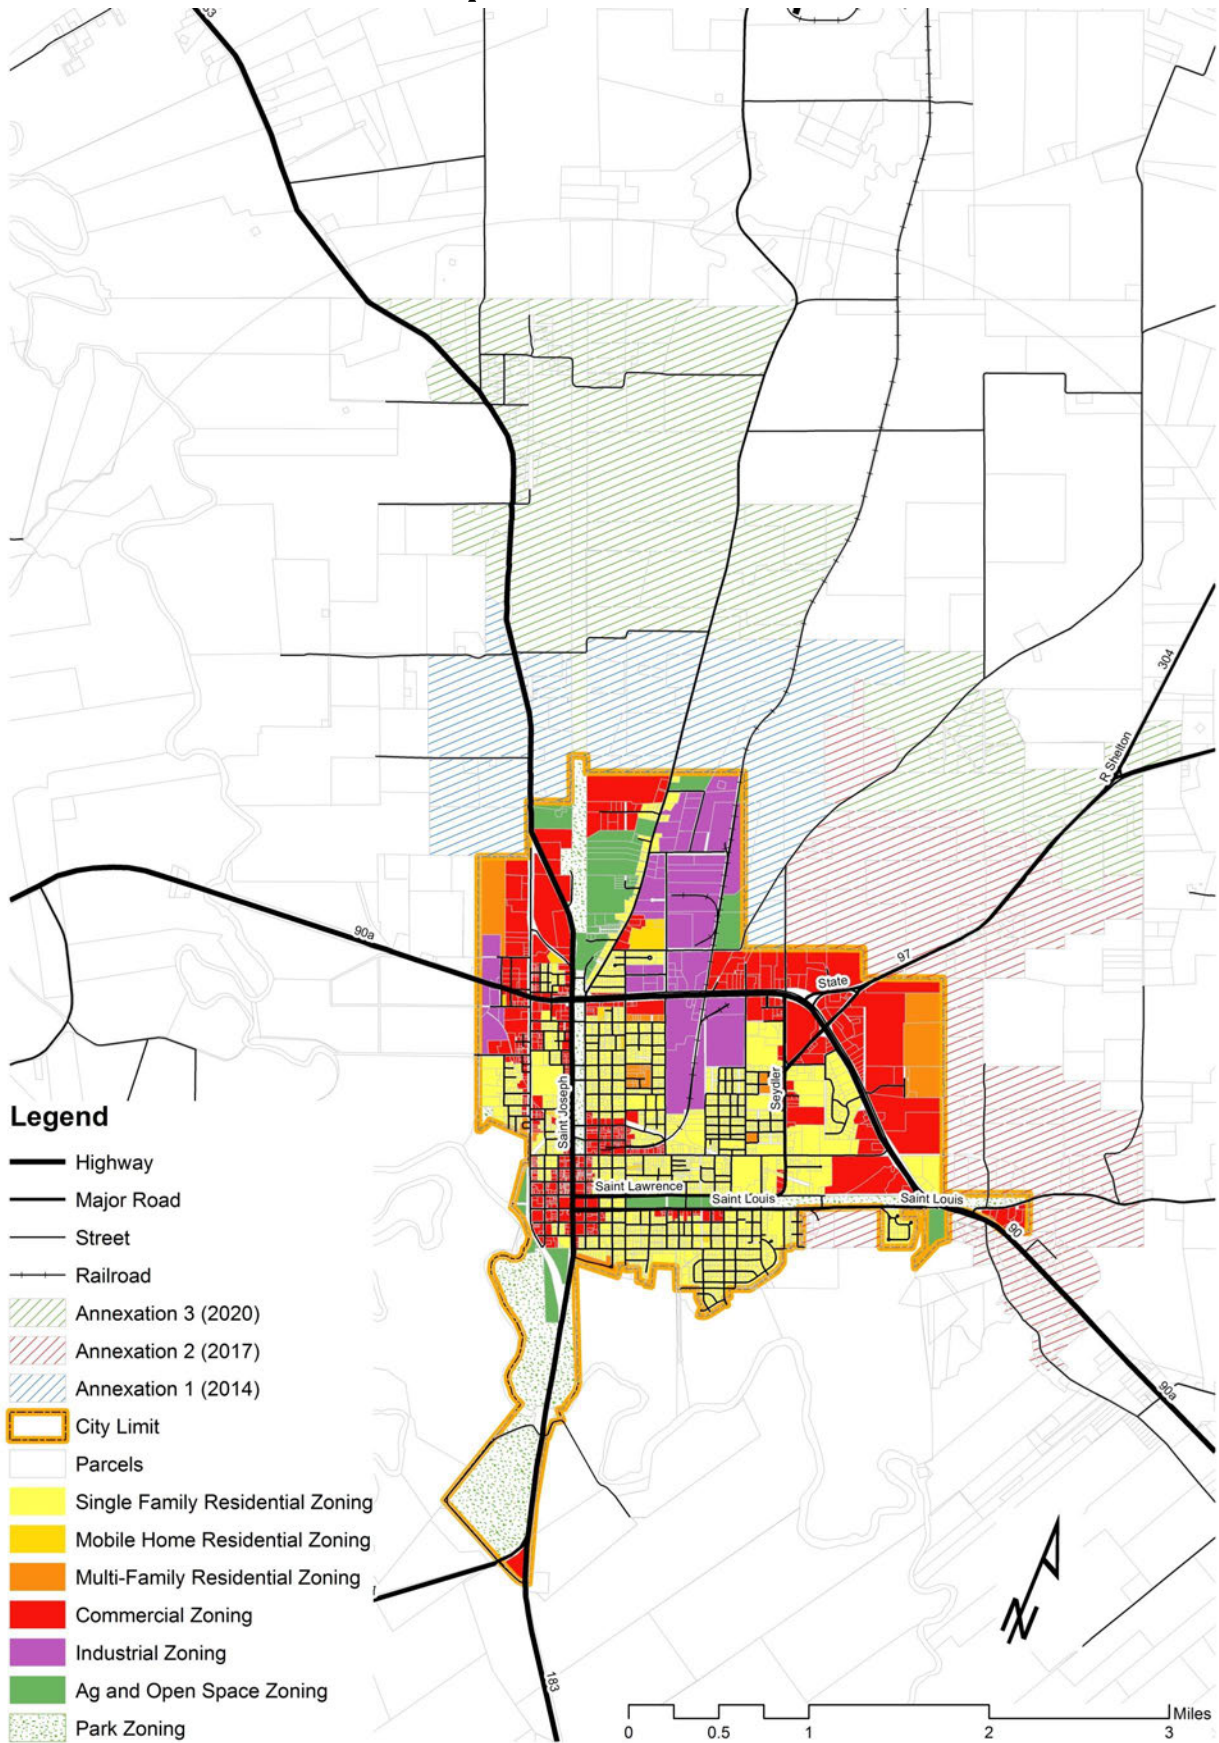 304
R Shelton
90a
97
State
Saint Joseph
Seydler
Saint Lawrence
Saint Louis
Saint Louis
90
90a
183
Legend
Highway
Major Road
Street
Railroad
Annexation 3 (2020)
Annexation 2 (2017)
Annexation 1 (2014)
City Limit
Parcels
Single Family Residential Zoning
Mobile Home Residential Zoning
Multi-Family Residential Zoning
Commercial Zoning
Industrial Zoning
Ag and Open Space Zoning
Park Zoning
N
Miles
0 0.5 1 2 3